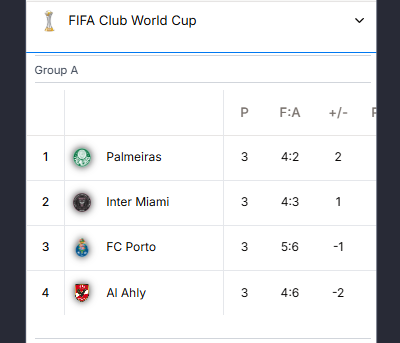 FIFA Club World Cup
Group A
P F:A +/-
1 Palmeiras 3 4:2 2
2 Inter Miami 3 4:3 1
3 FC Porto 3 5:6 -1
4 Al Ahly 3 4:6 -2